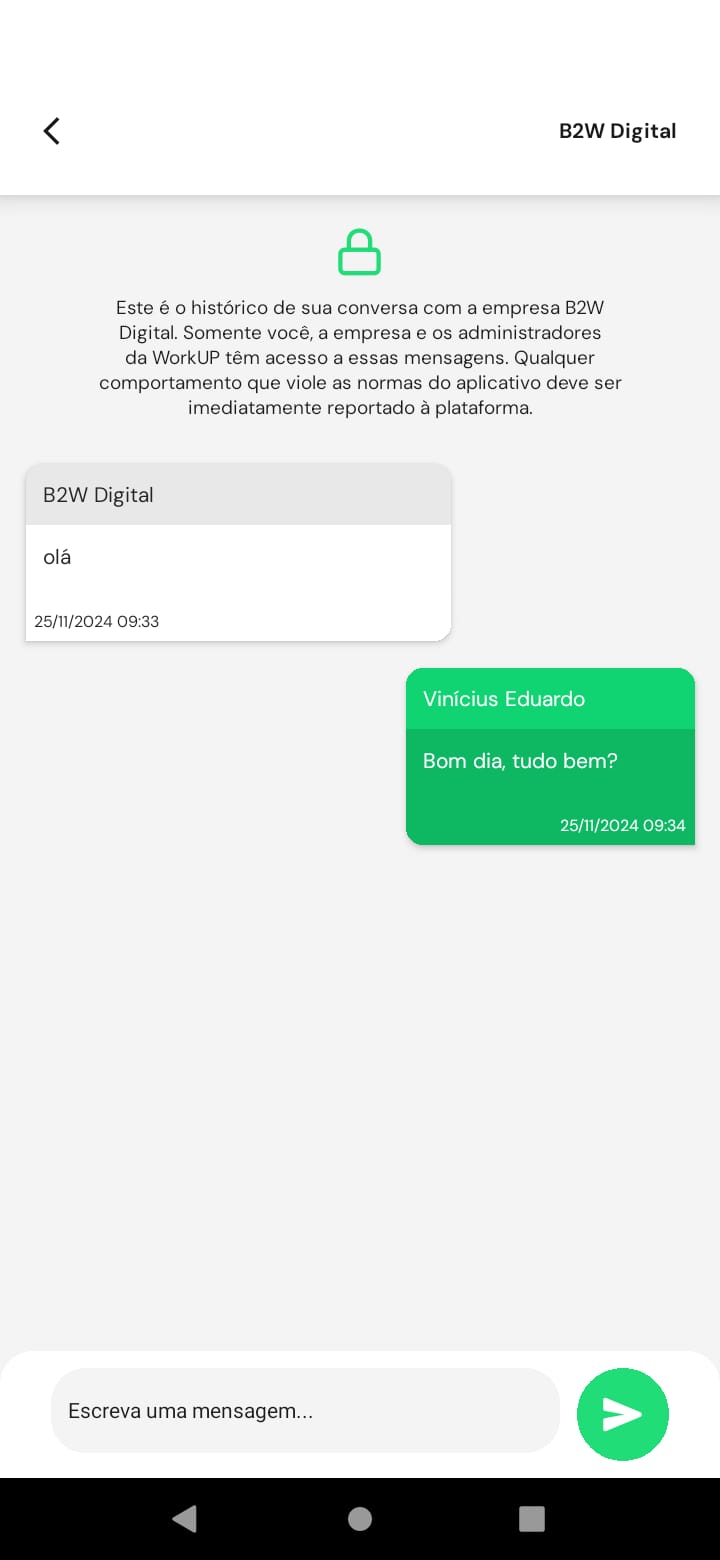 B2W Digital
Este é o histórico de sua conversa com a empresa B2W
Digital. Somente você, a empresa e os administradores
da WorkUP têm acesso a essas mensagens. Qualquer
comportamento que viole as normas do aplicativo deve ser
imediatamente reportado à plataforma.
B2W Digital
olá
25/11/2024 09:33
Vinícius Eduardo
Bom dia, tudo bem?
25/11/2024 09:34
Escreva uma mensagem...